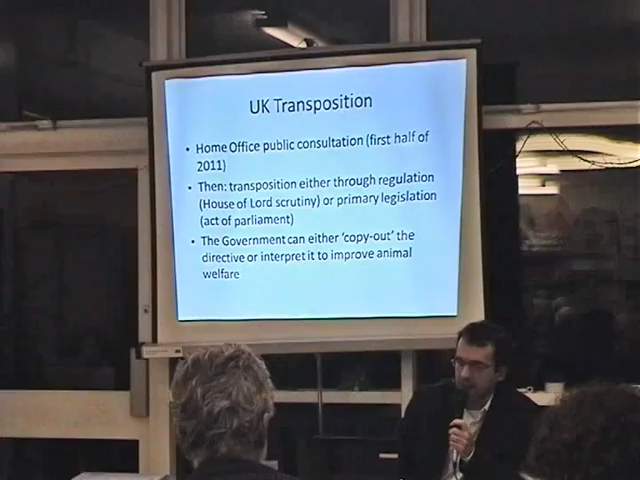 UK Transposition
• Home Office public consultation (first half of
2011)
• Then: transposition either through regulation
(House of Lord scrutiny) or primary legislation
(act of parliament)
• The Government can either 'copy-out' the
directive or interpret it to improve animal
welfare